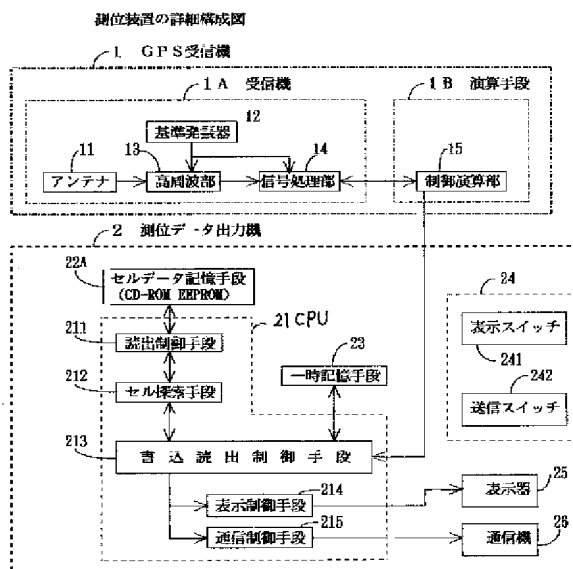 測位装置の詳細構成図
1 GPS受信機
1A 受信機
1B 演算手段
12
基準発振器
11
13
14
15
アンテナ
高周波部
信号処理部
制御演算部
2 測位データ出力機
22A
セルデータ記憶手段
(CD-ROM EEPROM)
21 CPU
24
211
読出制御手段
23
表示スイッチ
241
212
セル探索手段
一時記憶手段
242
送信スイッチ
213
書込読出制御手段
214
25
表示制御手段
表示器
215
26
通信制御手段
通信機